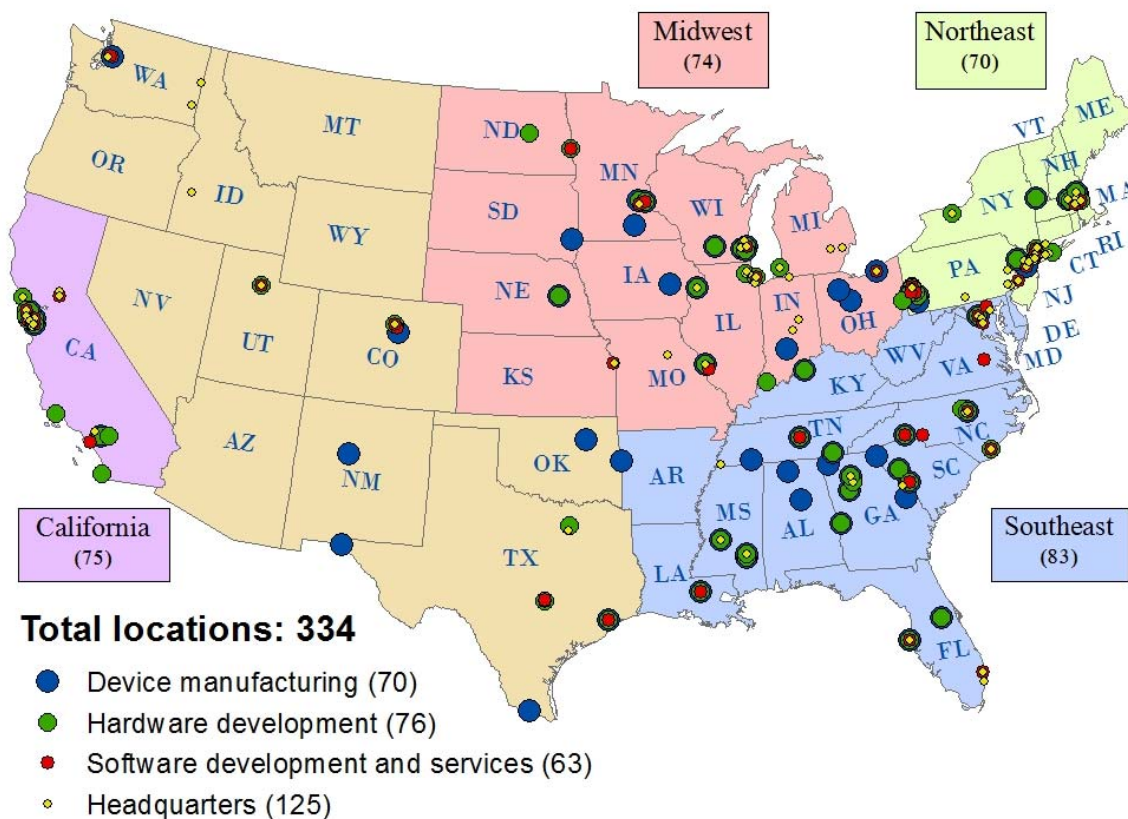 Midwest
(74)
Northeast
(70)
WA
MT
ND
MN
VT
ME
OR
ID
SD
WI
MI
NY
NH
MA
WY
IA
PA
CT
RI
NV
NE
IL
IN
OH
NJ
UT
CO
WV
DE
CA
KS
MO
KY
VA
MD
AZ
NM
OK
TN
NC
AR
SC
California
(75)
MS
AL
GA
Southeast
(83)
TX
LA
FL
Total locations: 334
Device manufacturing (70)
Hardware development (76)
Software development and services (63)
Headquarters (125)